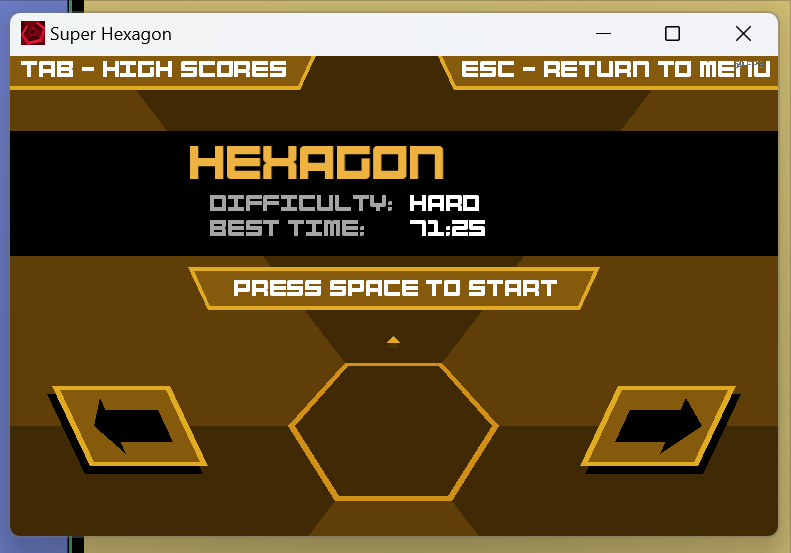 Super Hexagon
TAB - HIGH SCORES
ESC - RETURN TO MENU
HEXAGON
DIFFICULTY: HARD
BEST TIME: 71:25
PRESS SPACE TO START